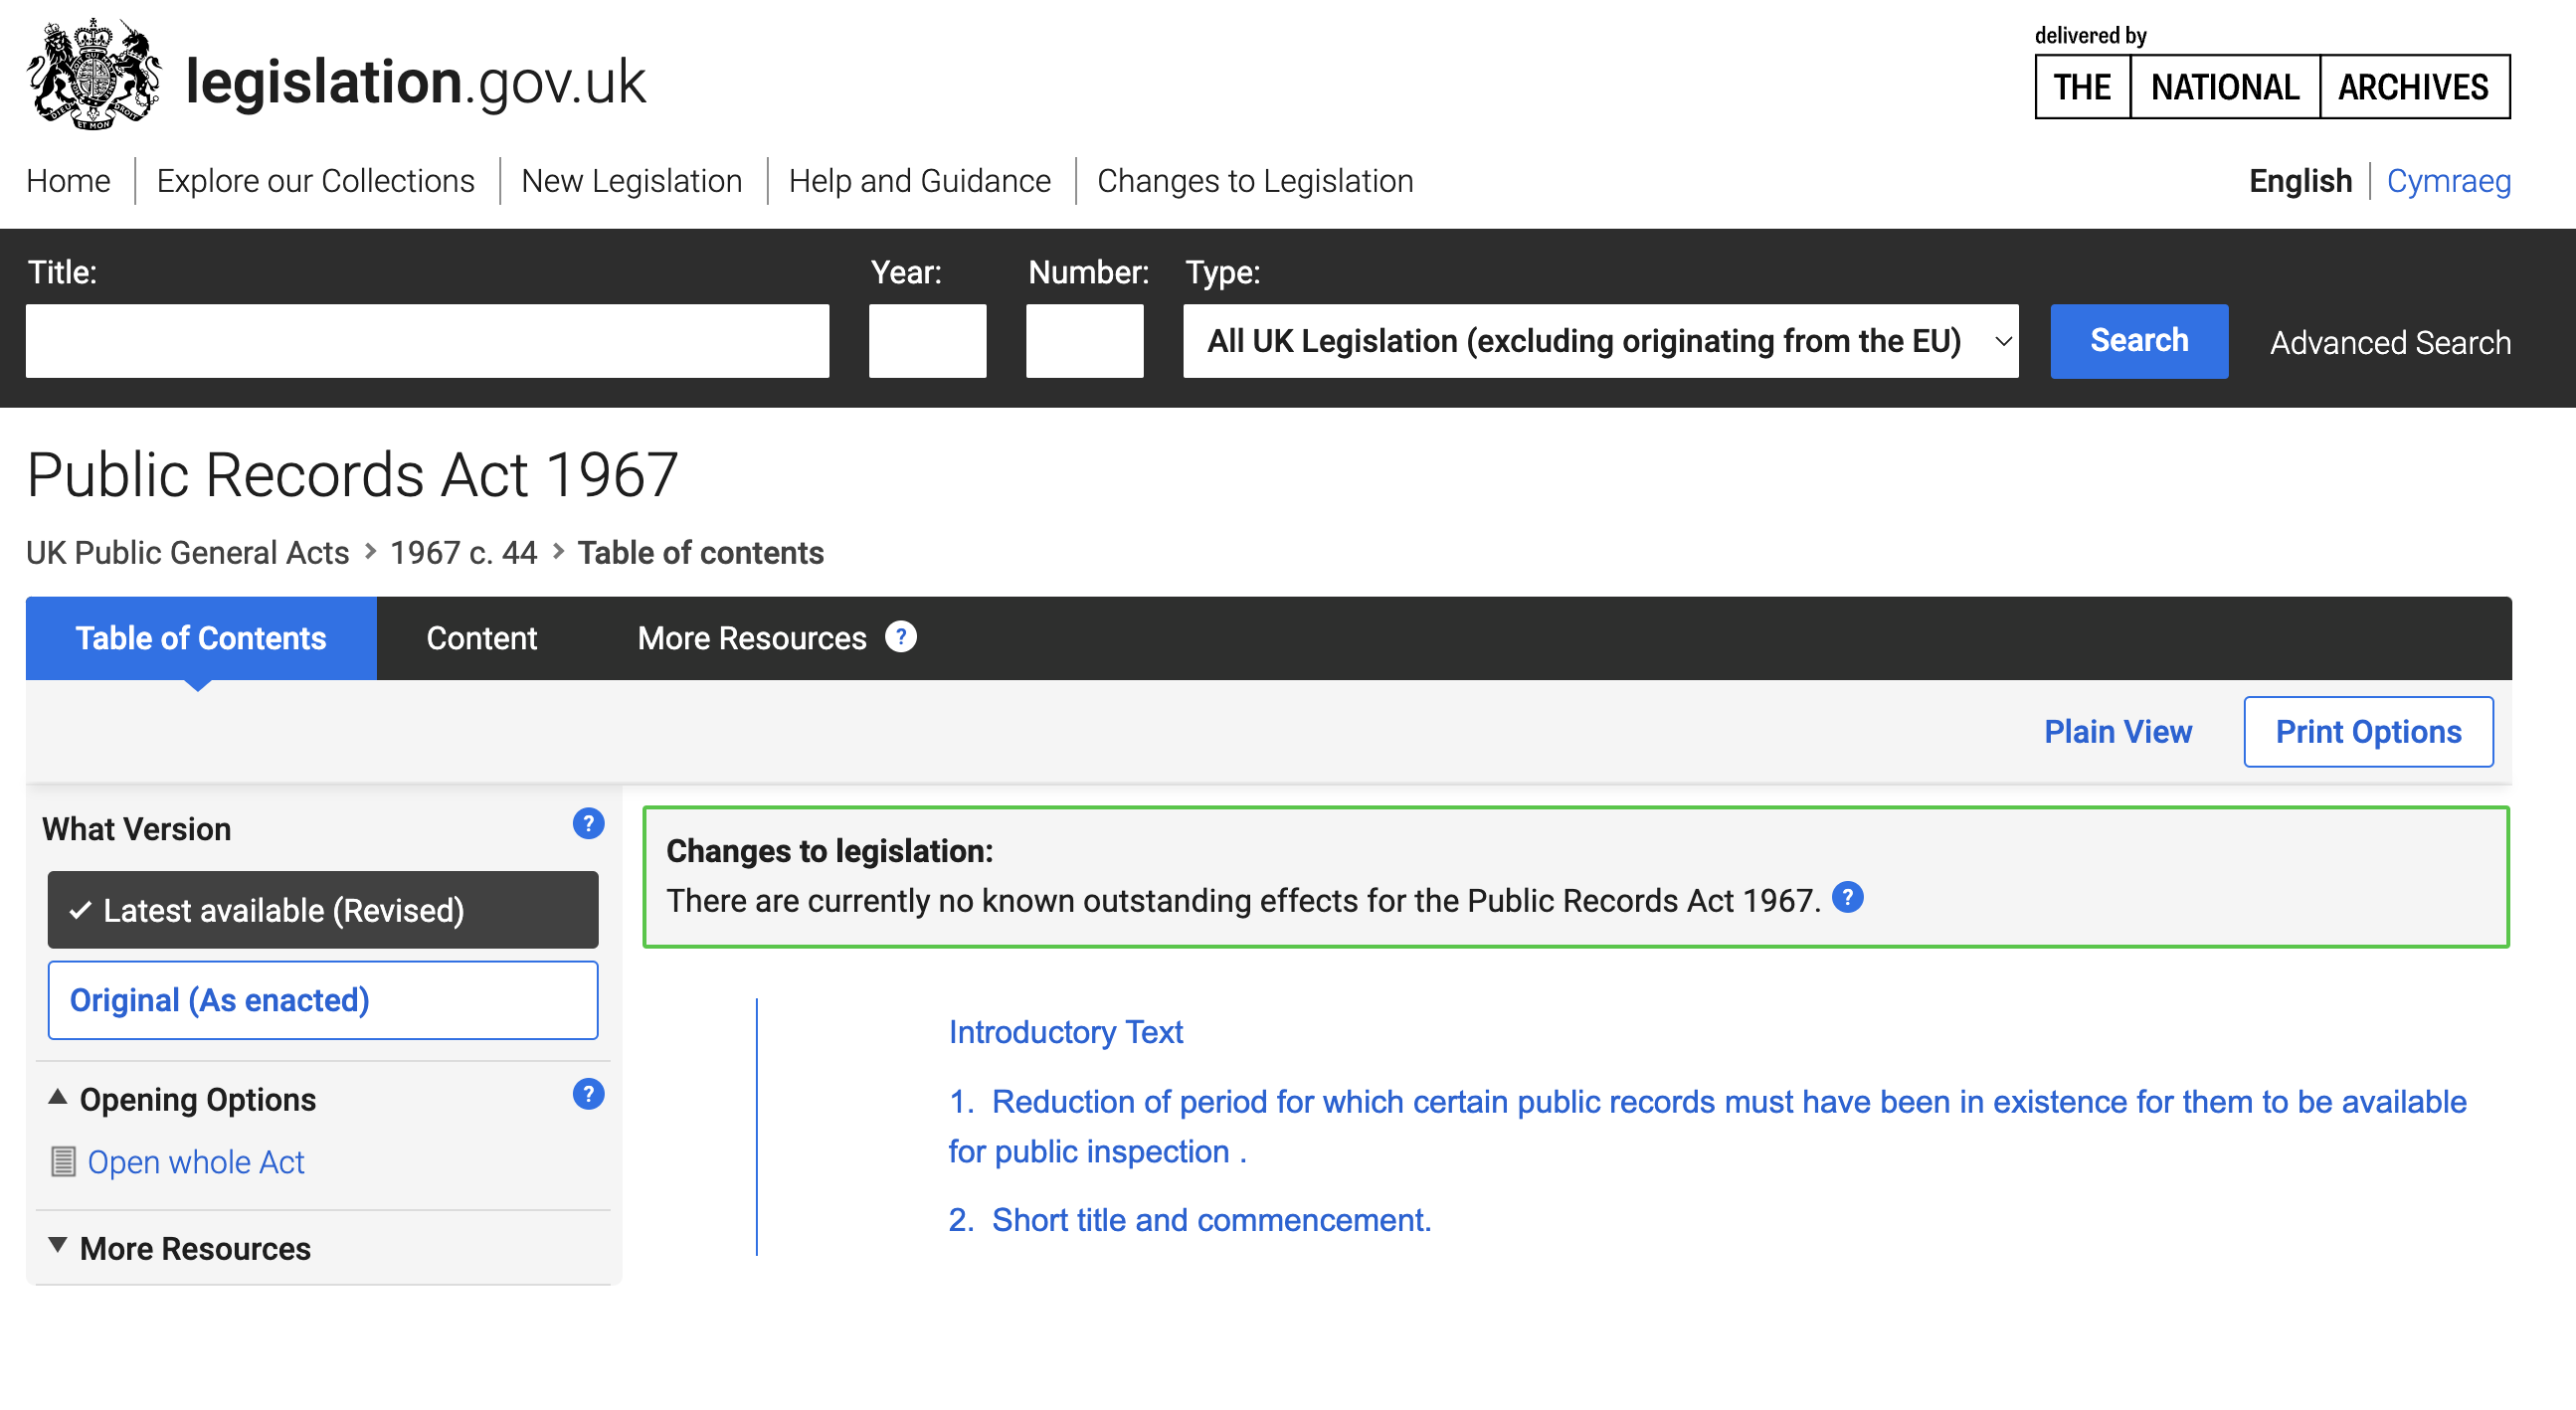 legislation.gov.uk
delivered by
THE NATIONAL ARCHIVES
Home
Explore our Collections
New Legislation
Help and Guidance
Changes to Legislation
English
Cymraeg
Title:
Year:
Number:
Type:
All UK Legislation (excluding originating from the EU)
Search
Advanced Search
Public Records Act 1967
UK Public General Acts > 1967 c. 44 > Table of contents
Table of Contents
Content
More Resources ?
Plain View
Print Options
What Version ?
✓ Latest available (Revised)
Original (As enacted)
Opening Options ?
Open whole Act
More Resources
Changes to legislation:
There are currently no known outstanding effects for the Public Records Act 1967. ?
Introductory Text
1. Reduction of period for which certain public records must have been in existence for them to be available
for public inspection .
2. Short title and commencement.